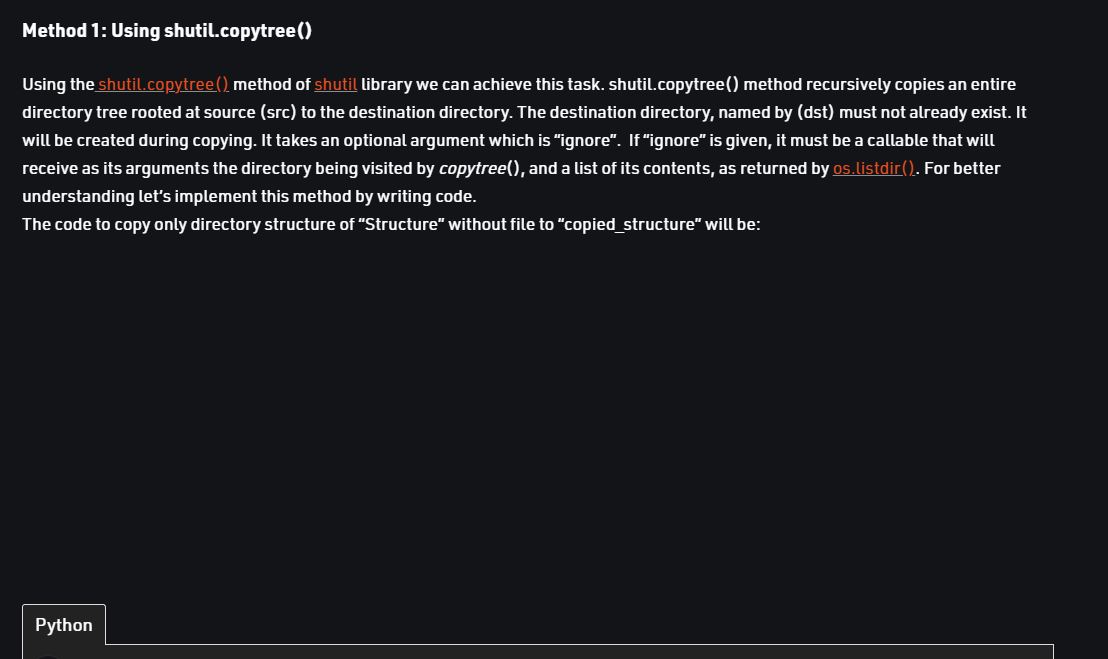 Method 1: Using shutil.copytree()
Using the shutil.copytree() method of shutil library we can achieve this task. shutil.copytree() method recursively copies an entire
directory tree rooted at source (src) to the destination directory. The destination directory, named by (dst) must not already exist. It
will be created during copying. It takes an optional argument which is “ignore”.  If “ignore” is given, it must be a callable that will
receive as its arguments the directory being visited by copytree(), and a list of its contents, as returned by os.listdir(). For better
understanding let’s implement this method by writing code.
The code to copy only directory structure of “Structure” without file to “copied_structure” will be:
Python